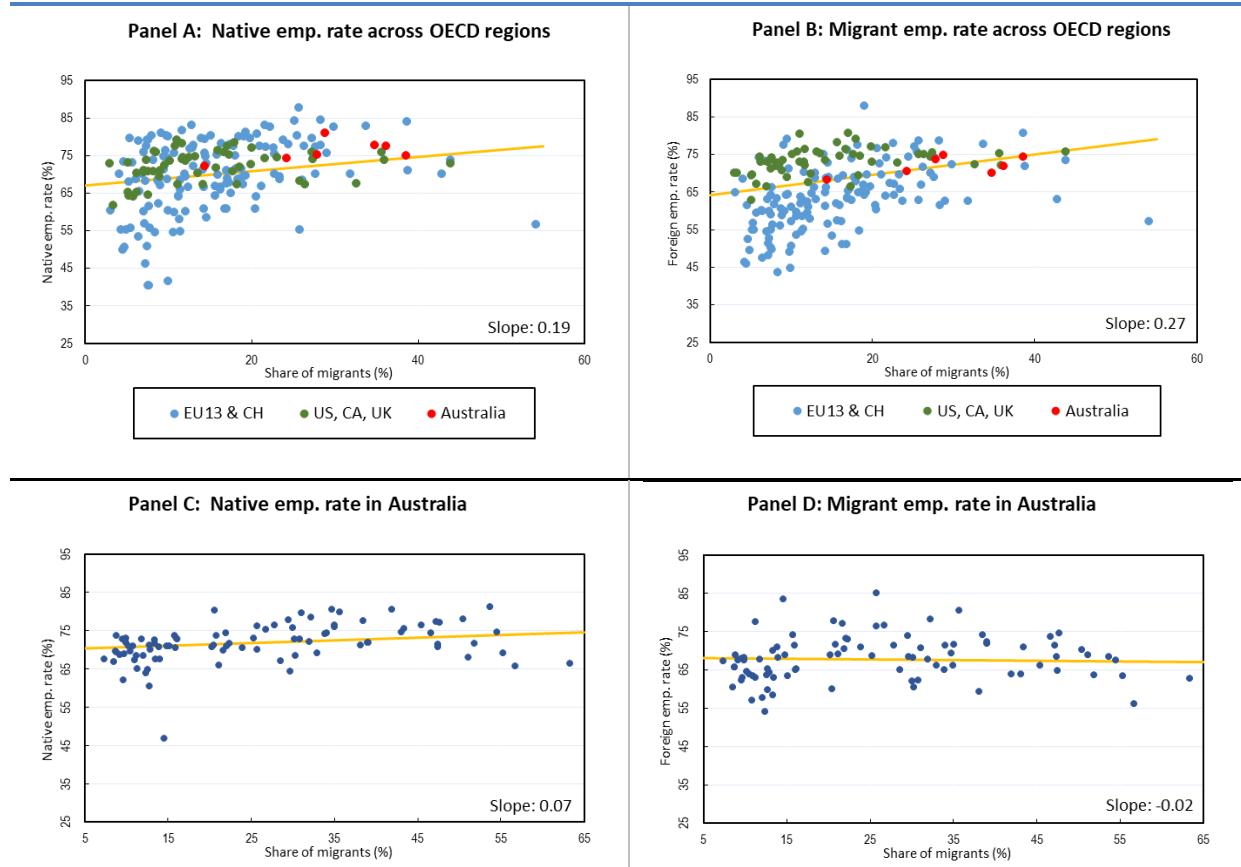 Panel A:  Native emp. rate across OECD regions
Native emp. rate (%)
95
85
75
65
55
45
35
25
0
20
40
60
Slope: 0.19
Share of migrants (%)
EU13 & CH
US, CA, UK
Australia
Panel B: Migrant emp. rate across OECD regions
Foreign emp. rate (%)
95
85
75
65
55
45
35
25
0
20
40
60
Slope: 0.27
Share of migrants (%)
EU13 & CH
US, CA, UK
Australia
Panel C:  Native emp. rate in Australia
Native emp. rate (%)
95
85
75
65
55
45
35
25
5
15
25
35
45
55
65
Slope: 0.07
Share of migrants (%)
Panel D: Migrant emp. rate in Australia
Foreign emp. rate (%)
95
85
75
65
55
45
35
25
5
15
25
35
45
55
65
Slope: -0.02
Share of migrants (%)